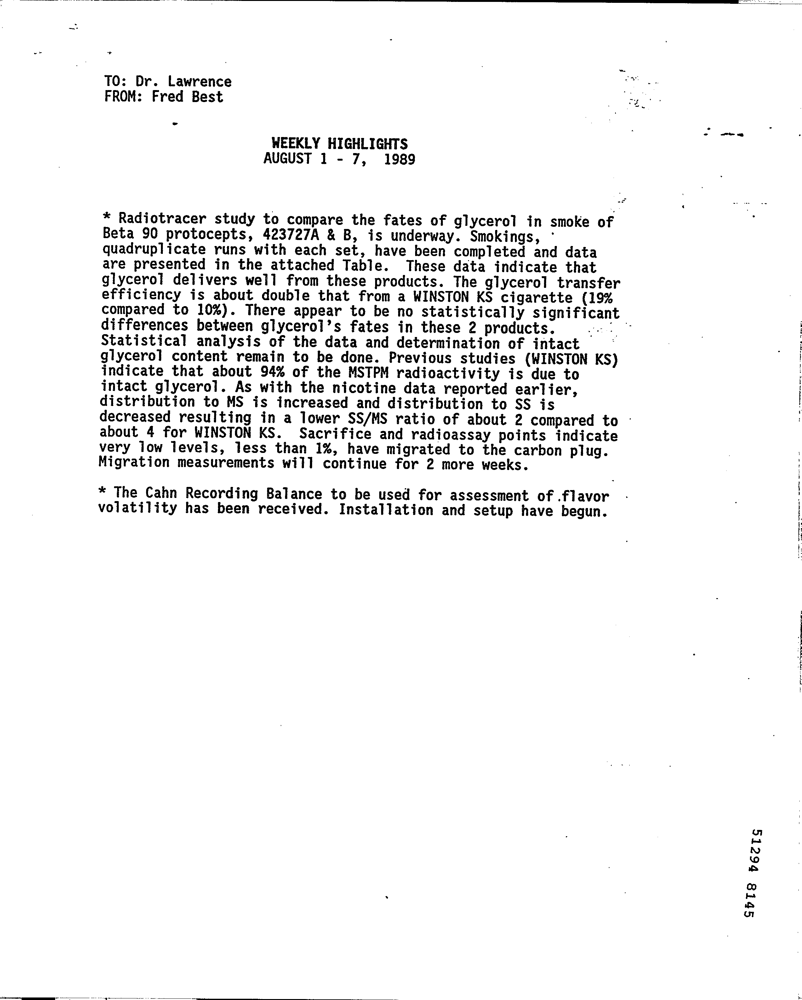 TO: Dr. Lawrence
FROM: Fred Best
WEEKLY HIGHLIGHTS
AUGUST 1 - 7, 1989
* Radiotracer study to compare the fates of glycerol in smoke of
Beta 90 protocepts, 423727A & B, is underway. Smokings,
quadruplicate runs with each set, have been completed and data
are presented in the attached Table. These data indicate that
glycerol delivers well from these products. The glycerol transfer
efficiency is about double that from a WINSTON KS cigarette (19%
compared to 10%). There appear to be no statistically significant
differences between glycerol's fates in these 2 products.
Statistical analysis of the data and determination of intact
glycerol content remain to be done. Previous studies (WINSTON KS)
indicate that about 94% of the MSTPM radioactivity is due to
intact glycerol. As with the nicotine data reported earlier,
distribution to MS is increased and distribution to SS is
decreased resulting in a lower SS/MS ratio of about 2 compared to
about 4 for WINSTON KS. Sacrifice and radioassay points indicate
very low levels, less than 1%, have migrated to the carbon plug.
Migration measurements will continue for 2 more weeks.
* The Cahn Recording Balance to be used for assessment of flavor
volatility has been received. Installation and setup have begun.
51294 8145